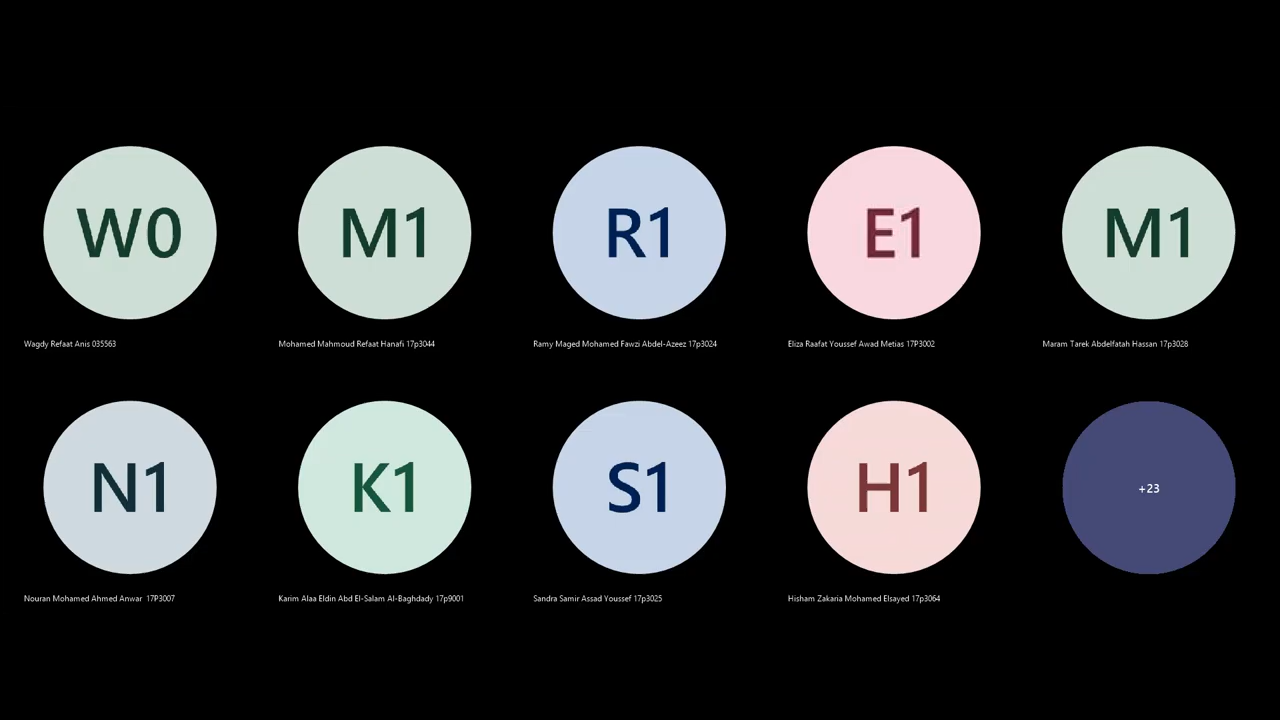 W0
M1
R1
E1
M1
Wagdy Refaat Anis 035563
Mohamed Mahmoud Refaat Hanafi 17p3044
Ramy Maged Mohamed Fawzi Abdel-Azeez 17p3024
Eliza Raafat Youssef Awad Metias 17P3002
Maram Tarek Abdelfatah Hassan 17p3028
N1
K1
S1
H1
+23
Nouran Mohamed Ahmed Anwar 17P3007
Karim Alaa Eldin Abd El-Salam Al-Baghdady 17p9001
Sandra Samir Assad Youssef 17p3025
Hisham Zakaria Mohamed Elsayed 17p3064